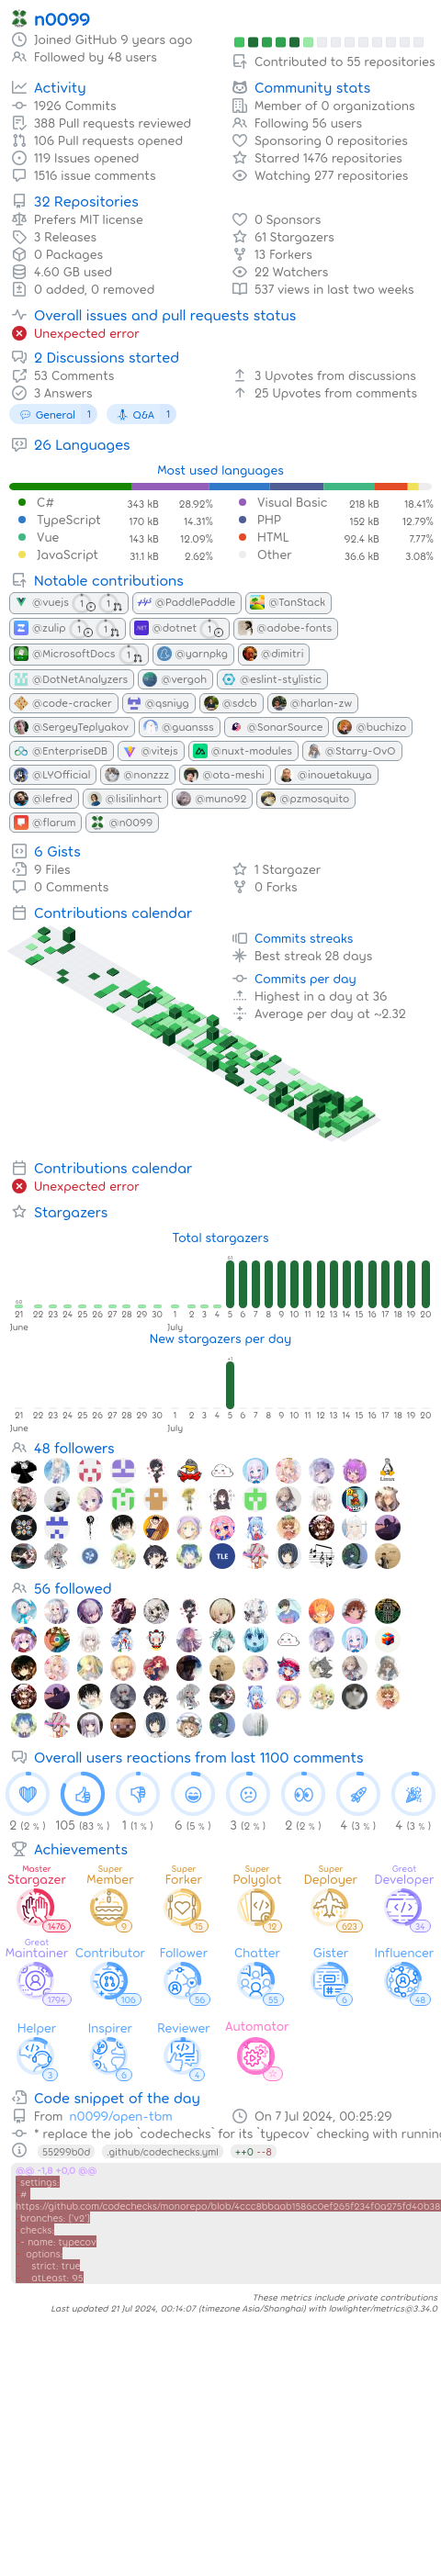 n0099
Joined GitHub 9 years ago
Followed by 48 users
Contributed to 55 repositories
Activity
1926 Commits
388 Pull requests reviewed
106 Pull requests opened
119 Issues opened
1516 issue comments
Community stats
Member of 0 organizations
Following 56 users
Sponsoring 0 repositories
Starred 1476 repositories
Watching 277 repositories
32 Repositories
Prefers MIT license
3 Releases
0 Packages
4.60 GB used
0 added, 0 removed
0 Sponsors
61 Stargazers
13 Forkers
22 Watchers
537 views in last two weeks
Overall issues and pull requests status
Unexpected error
2 Discussions started
53 Comments
3 Answers
3 Upvotes from discussions
25 Upvotes from comments
General 1 Q&A 1
26 Languages
Most used languages
C# 343 kB 28.92% Visual Basic 218 kB 18.41%
TypeScript 170 kB 14.31% PHP 152 kB 12.79%
Vue 143 kB 12.09% HTML 92.4 kB 7.77%
JavaScript 31.1 kB 2.62% Other 36.6 kB 3.08%
Notable contributions
@vuejs 1 1 @PaddlePaddle @TanStack
@zulip 1 1 @dotnet 1 @adobe-fonts
@MicrosoftDocs 1 @yarnpkg @dimitri
@DotNetAnalyzers @vergoh @eslint-stylistic
@code-cracker @qsniyg @sdcb @harlan-zw
@SergeyTeplyakov @guansss @SonarSource @buchizo
@EnterpriseDB @vitejs @nuxt-modules @Starry-OvO
@LYOfficial @nonzzz @ota-meshi @inouetakuya
@lefred @lisilinhart @muno92 @pzmosquito
@flarum @n0099
6 Gists
9 Files
0 Comments
1 Stargazer
0 Forks
Contributions calendar
Commits streaks
Best streak 28 days
Commits per day
Highest in a day at 36
Average per day at ~2.32
Contributions calendar
Unexpected error
Stargazers
Total stargazers
21 22 23 24 25 26 27 28 29 30 1 2 3 4 5 6 7 8 9 10 11 12 13 14 15 16 17 18 19 20
June July
New stargazers per day
21 22 23 24 25 26 27 28 29 30 1 2 3 4 5 6 7 8 9 10 11 12 13 14 15 16 17 18 19 20
June July
48 followers
Linux
TLE
56 followed
Overall users reactions from last 1100 comments
2 (2 %) 105 (83 %) 1 (1 %) 6 (5 %) 3 (2 %) 2 (2 %) 4 (3 %) 4 (3 %)
Achievements
Master Super Super Super Super Great
Stargazer Member Forker Polyglot Deployer Developer
1476 9 15 12 623 34
Great
Maintainer Contributor Follower Chatter Gister Influencer
1794 106 56 55 6 48
Helper Inspirer Reviewer Automator
3 6 4
Code snippet of the day
From n0099/open-tbm
On 7 Jul 2024, 00:25:29
* replace the job `codechecks` for its `typecov` checking with running
55299b0d .github/codechecks.yml ++0 --8
@@ -1,8 +0,0 @@
settings:
#
https://github.com/codechecks/monorepo/blob/4ccc8bbaab1586c0ef265f234f0a275fd40b38
branches: ["v2"]
checks:
- name: typecov
options:
strict: true
atLeast: 95
These metrics include private contributions
Last updated 21 Jul 2024, 00:14:07 (timezone Asia/Shanghai) with lowlighter/metrics@3.34.0